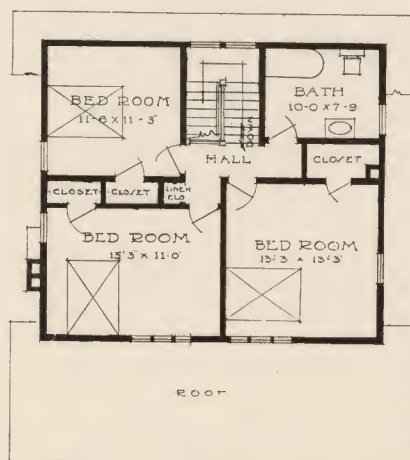 BED ROOM
11-6 x 11-3"
BATH
10-0 x 7-9
DOWN
HALL
CLOSET
CLOSET
CLOSET
LINEN
CLO
BED ROOM
15'3" x 11'0"
BED ROOM
13'3 x 13'3"
ROOF